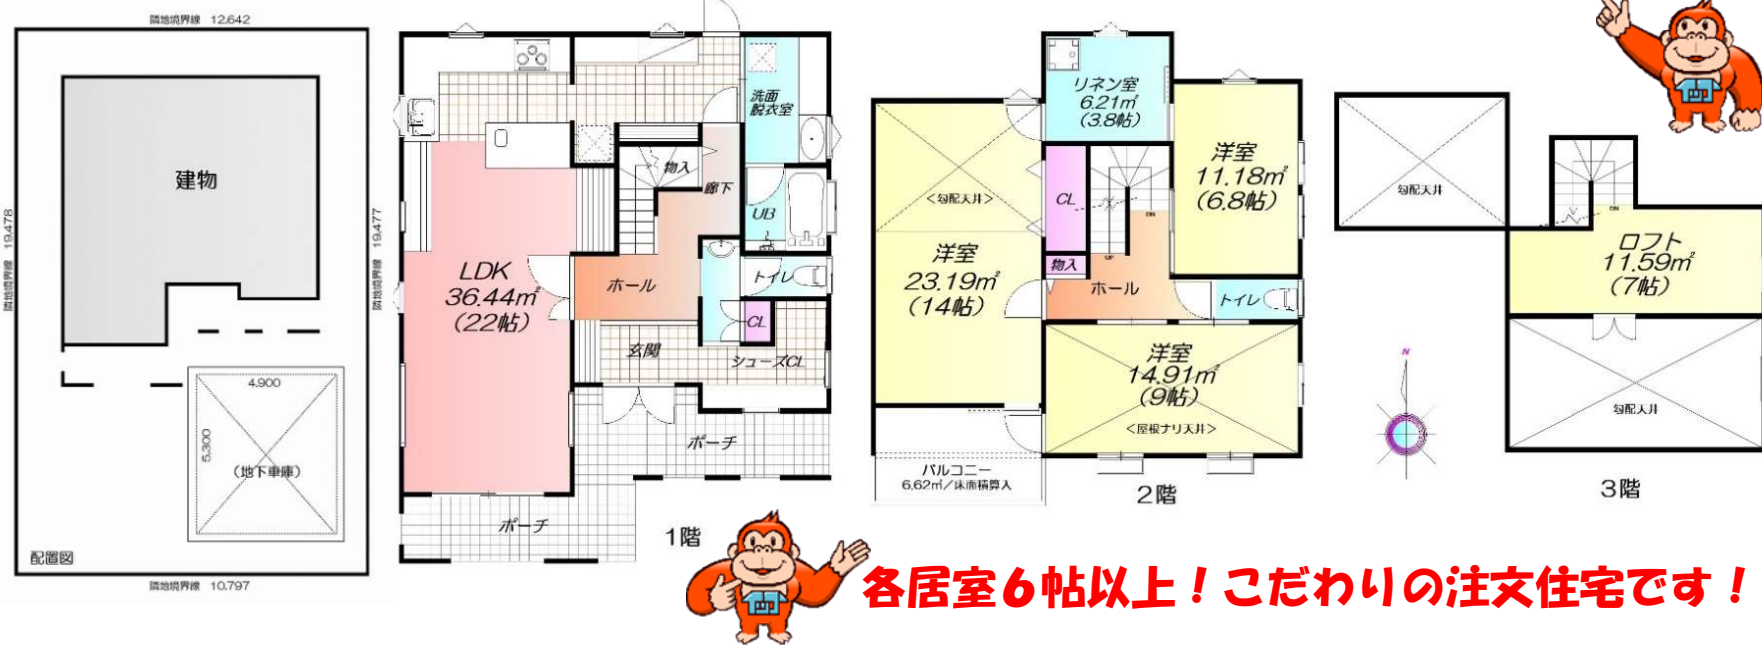 隣地境界線 12,642
隣地境界線 19,478
隣地境界線 19,477
建物
4,900
5,300
(地下車庫)
配置図
隣地境界線 10,797
洗面
脱衣室
物入
廊下
UB
LDK
36.44㎡
(22帖)
ホール
トイレ
CL
玄関
シューズCL
ポーチ
ポーチ
1階
リネン室
6.21㎡
(3.8帖)
洋室
11.18㎡
(6.8帖)
<勾配天井>
CL
DN
洋室
23.19㎡
(14帖)
物入
UP
ホール
トイレ
洋室
14.91㎡
(9帖)
<屋根ナリ天井>
バルコニー
6.62㎡/床面積算入
2階
勾配天井
DN
ロフト
11.59㎡
(7帖)
N
勾配天井
3階
各居室6帖以上!こだわりの注文住宅です!